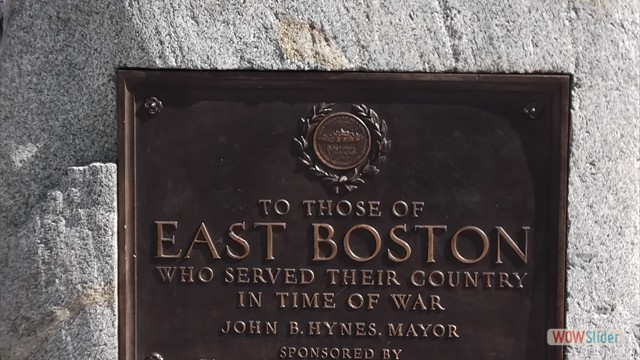 TO THOSE OF
EAST BOSTON
WHO SERVED THEIR COUNTRY
IN TIME OF WAR
JOHN B. HYNES, MAYOR
SPONSORED BY
WOWSlider